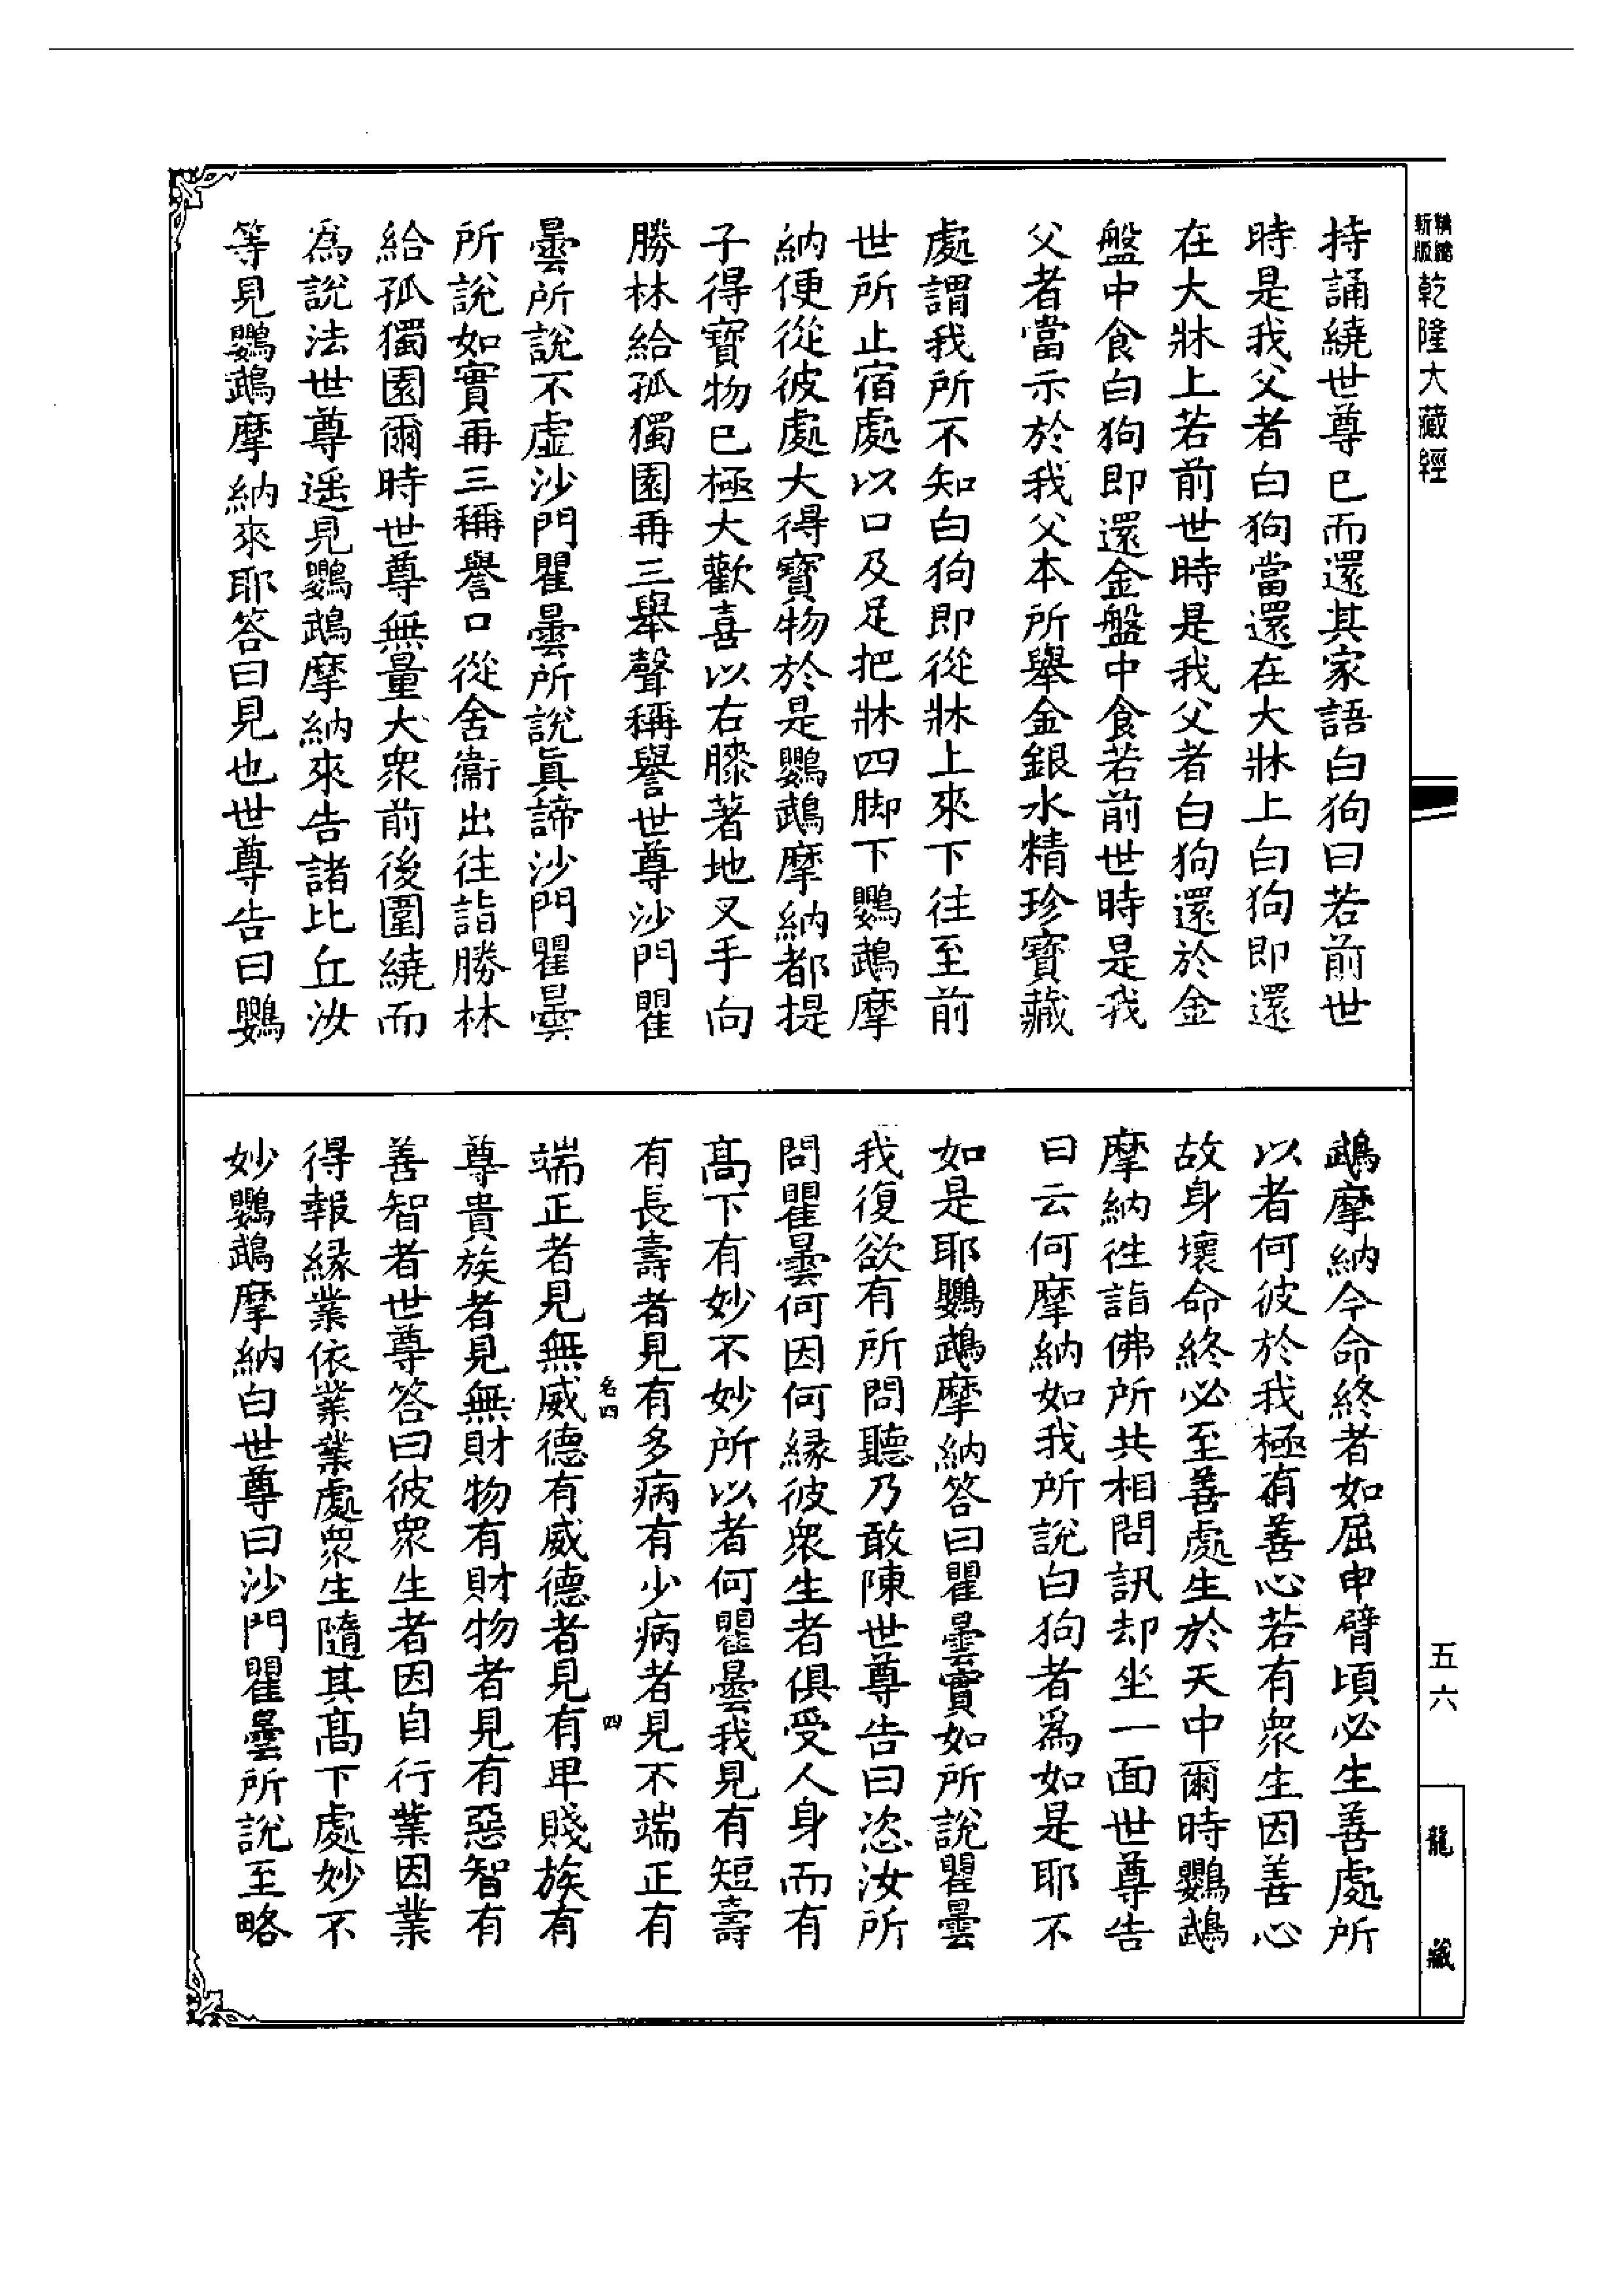 精縮
新版
乾隆大藏經
持誦繞世尊已而還其家語白狗曰若前世
時是我父者白狗當還在大牀上白狗即還
在大牀上若前世時是我父者白狗還於金
盤中食白狗即還金盤中食若前世時是我
父者當示於我父本所舉金銀水精珍寶藏
處謂我所不知白狗即從牀上來下往至前
世所止宿處以口及足把牀四脚下鸚鵡摩
納便從彼處大得寶物於是鸚鵡摩納都提
子得寶物已極大歡喜以右膝著地叉手向
勝林給孤獨園再三舉聲稱譽世尊沙門瞿
曇所說不虛沙門瞿曇所說眞諦沙門瞿曇
所說如實再三稱譽口從舍衞出往詣勝林
給孤獨園爾時世尊無量大衆前後圍繞而
爲說法世尊遥見鸚鵡摩納來告諸比丘汝
等見鸚鵡摩納來耶答曰見也世尊告曰鸚
鵡摩納今命終者如屈申臂頃必生善處所
以者何彼於我極有善心若有衆生因善心
故身壞命終必至善處生於天中爾時鸚鵡
摩納往詣佛所共相問訊却坐一面世尊告
曰云何摩納如我所說白狗者爲如是耶不
如是耶鸚鵡摩納答曰瞿曇實如所說瞿曇
我復欲有所問聽乃敢陳世尊告曰恣汝所
問瞿曇何因何縁彼衆生者俱受人身而有
髙下有妙不妙所以者何瞿曇我見有短壽
有長壽者見有多病有少病者見不端正有
名四
四
端正者見無威德有威德者見有卑賤族有
尊貴族者見無財物有財物者見有惡智有
善智者世尊答曰彼衆生者因自行業因業
得報縁業依業業處衆生隨其髙下處妙不
妙鸚鵡摩納白世尊曰沙門瞿曇所說至略
五六
龍藏